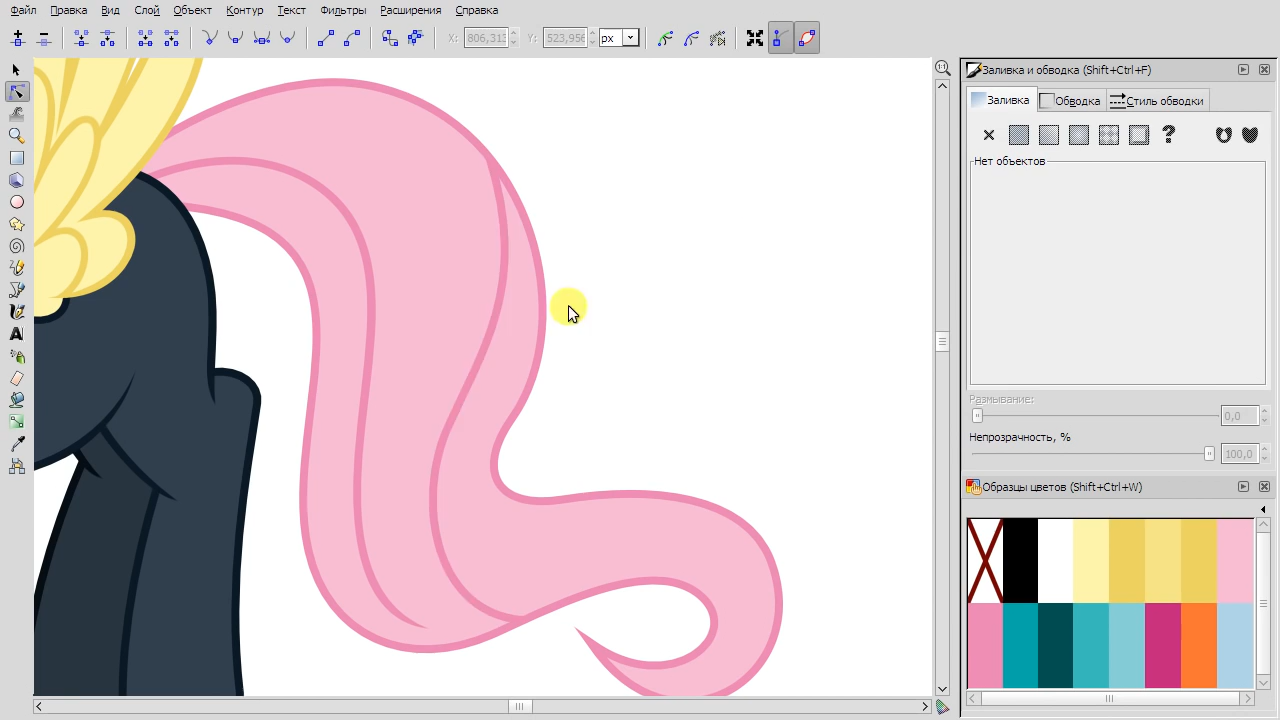 Файл Правка Вид Слой Объект Контур Текст Фильтры Расширения Справка
X: 806,313 Y: 523,956 px
Заливка и обводка (Shift+Ctrl+F)
Заливка Обводка Стиль обводки
Нет объектов
Размывание:
0,0
Непрозрачность, %
100,0
Образцы цветов (Shift+Ctrl+W)